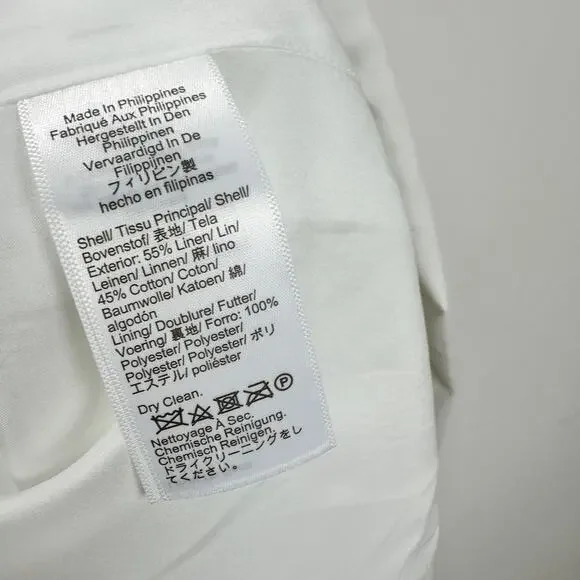 Made In Philippines
Fabriqué Aux Philippines
Hergestellt In Den
Philippinen
Vervaardigd In De
Filippijnen
フィリピン製
hecho en filipinas
Shell/ Tissu Principal/ Shell/
Bovenstof/ 表地/ Tela
Exterior: 55% Linen/ Lin/
Leinen/ Linnen/ 麻/ lino
45% Cotton/ Coton/
Baumwolle/ Katoen/ 綿/
algodón
Lining/ Doublure/ Futter/
Voering/ 裏地/ Forro: 100%
Polyester/ Polyester/
Polyester/ Polyester/ ポリ
エステル/ poliéster
Dry Clean.
P
Nettoyage À Sec.
Chemische Reinigung.
Chemisch Reinigen.
ドライクリーニングをし
てください。